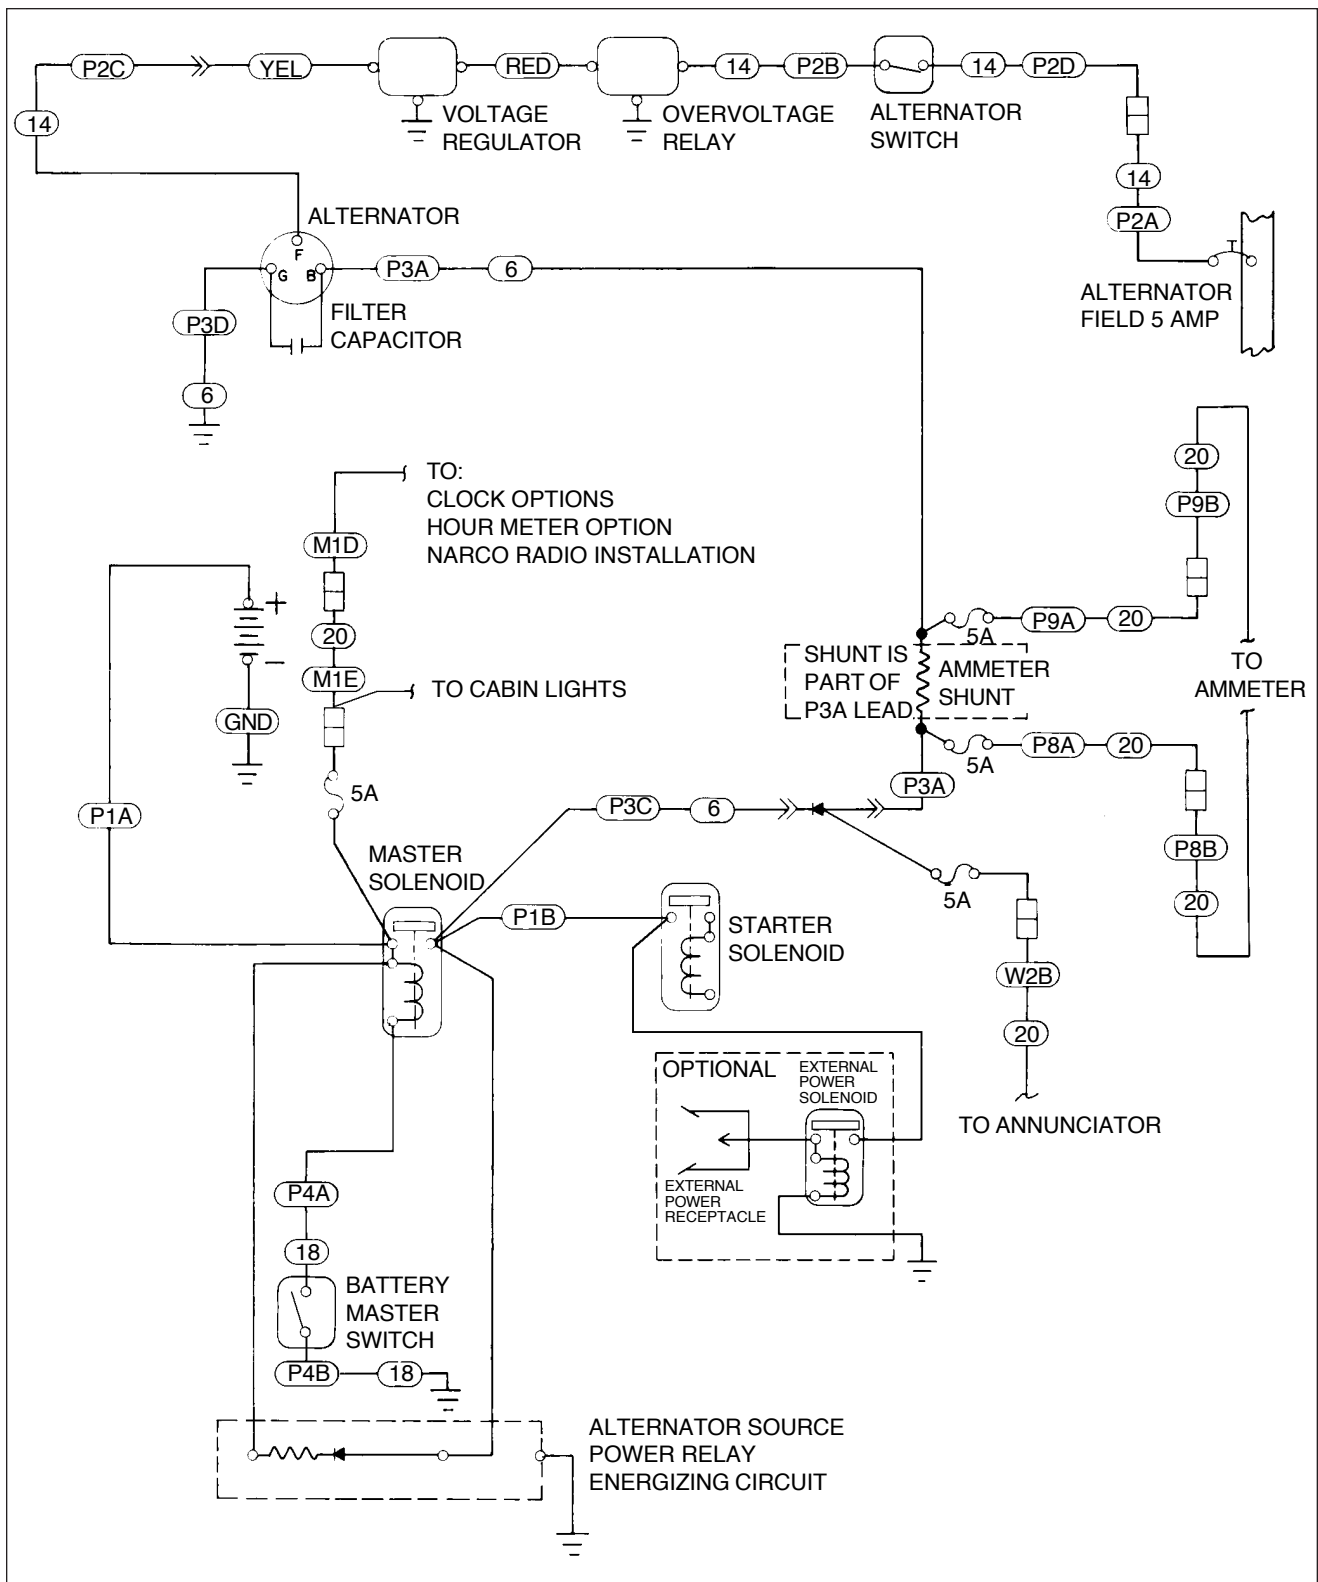 P2C
YEL
RED
14
P2B
14
P2D
14
VOLTAGE
REGULATOR
OVERVOLTAGE
RELAY
ALTERNATOR
SWITCH
14
P2A
ALTERNATOR
F
G
B
P3A
6
ALTERNATOR
FIELD 5 AMP
P3D
FILTER
CAPACITOR
6
TO:
CLOCK OPTIONS
HOUR METER OPTION
NARCO RADIO INSTALLATION
20
P9B
M1D
+
−
20
M1E
TO CABIN LIGHTS
GND
5A
P9A
20
SHUNT IS
PART OF
P3A LEAD
AMMETER
SHUNT
TO
AMMETER
5A
P8A
20
P1A
5A
P3A
P3C
6
P8B
20
MASTER
SOLENOID
5A
P1B
STARTER
SOLENOID
W2B
20
TO ANNUNCIATOR
OPTIONAL
EXTERNAL
POWER
SOLENOID
EXTERNAL
POWER
RECEPTACLE
P4A
18
BATTERY
MASTER
SWITCH
P4B
18
ALTERNATOR SOURCE
POWER RELAY
ENERGIZING CIRCUIT